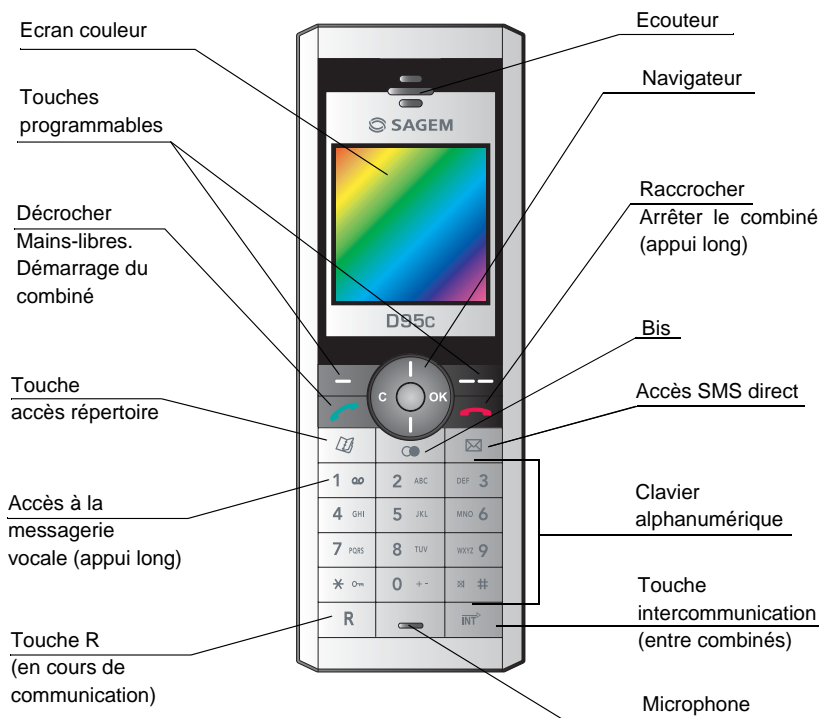 Ecran couleur
Touches
programmables
Décrocher
Mains-libres.
Démarrage du
combiné
Touche
accès répertoire
Accès à la
messagerie
vocale (appui long)
Touche R
(en cours de
communication)
SAGEM
D95c
C OK
1
2 ABC
DEF 3
4 GHI
5 JKL
MNO 6
7 PQRS
8 TUV
WXYZ 9
*
0 + -
#
R
INT
Ecouteur
Navigateur
Raccrocher
Arrêter le combiné
(appui long)
Bis
Accès SMS direct
Clavier
alphanumérique
Touche
intercommunication
(entre combinés)
Microphone